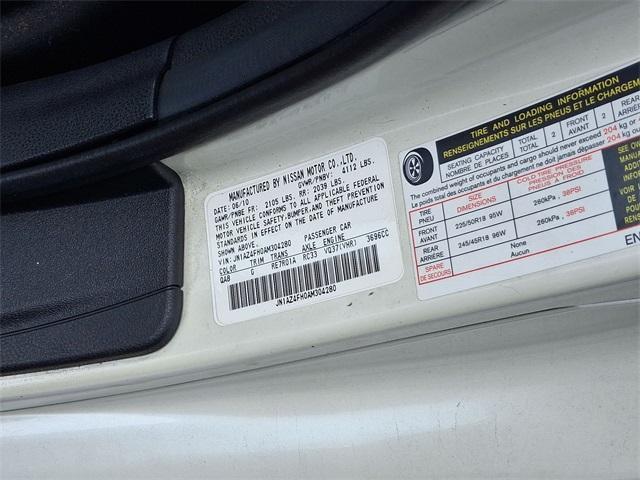 MANUFACTURED BY NISSAN MOTOR CO.,LTD.
DATE: 06/10 GVWR/PNBV: 4112 LBS.
GAWR/PNBE FR: 2105 LBS. RR: 2039 LBS.
THIS VEHICLE CONFORMS TO ALL APPLICABLE FEDERAL
MOTOR VEHICLE SAFETY,BUMPER,AND THEFT PREVENTION
STANDARDS IN EFFECT ON THE DATE OF MANUFACTURE
SHOWN ABOVE.
VIN: JN1AZ4FH0AM304280 PASSENGER CAR
COLOR TRIM TRANS AXLE ENGINE
QAB G RE7R01A RC33 VQ37(VHR) 3696CC
JN1AZ4FH0AM304280
TIRE AND LOADING INFORMATION
RENSEIGNEMENTS SUR LES PNEUS ET LE CHARGEME
SEATING CAPACITY TOTAL 2 FRONT 2 REAR
NOMBRE DE PLACES TOTAL AVANT ARRIÈRE
The combined weight of occupants and cargo should never exceed 204 kg or
Le poids total des occupants et du chargement ne doit jamais dépasser 204 kg ou
TIRE SIZE COLD TIRE PRESSURE
PNEU DIMENSIONS PRESSION DES PNEUS À FROID
FRONT 225/50R18 95W 260kPa , 38PSI
AVANT
REAR 245/45R18 96W 260kPa , 38PSI
ARRIÈRE
SPARE None
DE SECOURS Aucun
EN